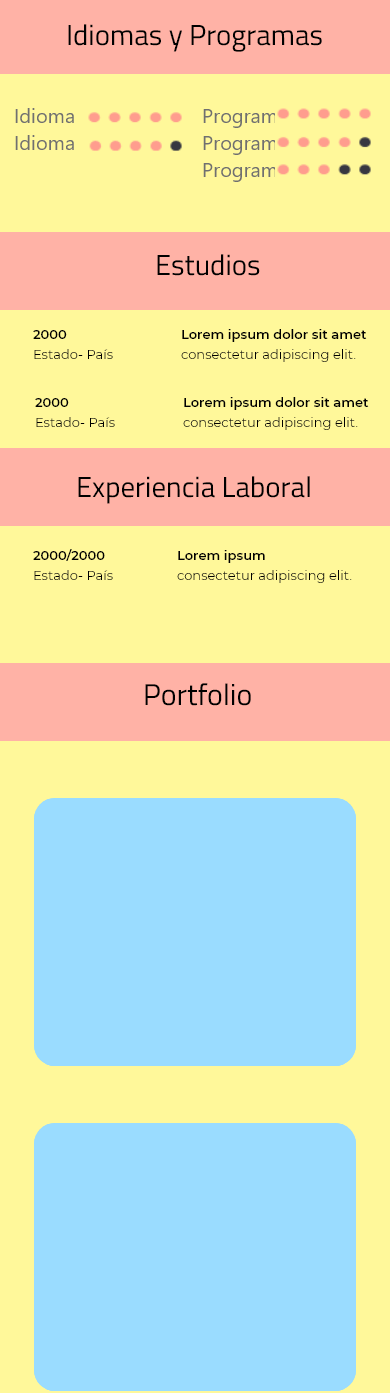 Idiomas y Programas
Idioma
Idioma
Program
Program
Program
Estudios
2000
Estado- País
Lorem ipsum dolor sit amet
consectetur adipiscing elit.
2000
Estado- País
Lorem ipsum dolor sit amet
consectetur adipiscing elit.
Experiencia Laboral
2000/2000
Estado- País
Lorem ipsum
consectetur adipiscing elit.
Portfolio